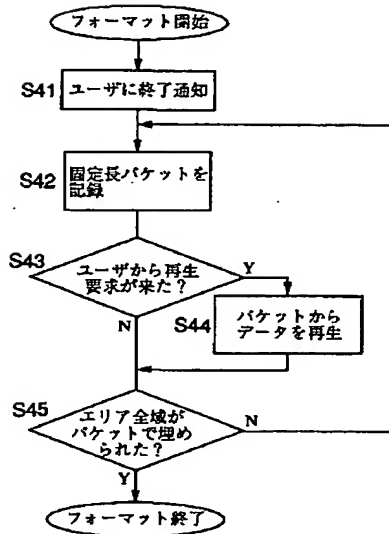 フォーマット開始
S41
ユーザに終了通知
S42
固定長パケットを
記録
S43
ユーザから再生
要求が来た?
Y
N
S44
パケットから
データを再生
S45
エリア全域が
パケットで埋め
られた?
N
Y
フォーマット終了